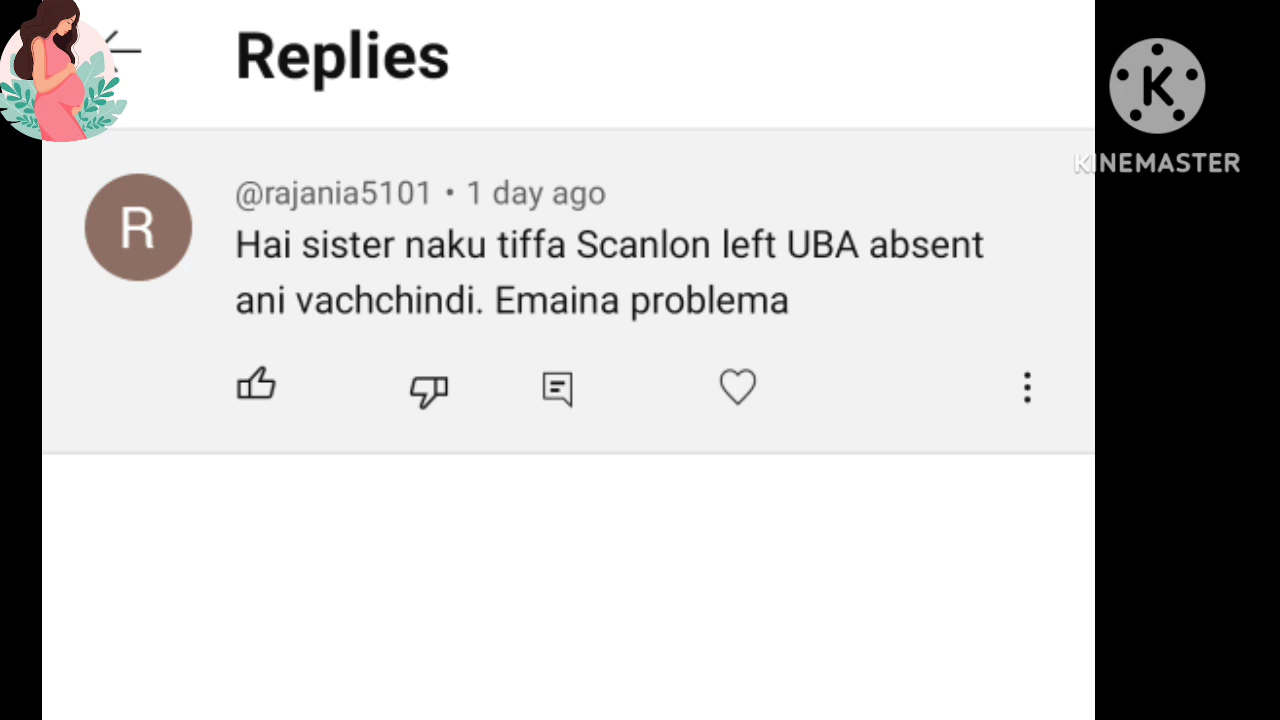 Replies
R
@rajania5101 • 1 day ago
Hai sister naku tiffa Scanlon left UBA absent
ani vachchindi. Emaina problema
K
KINEMASTER